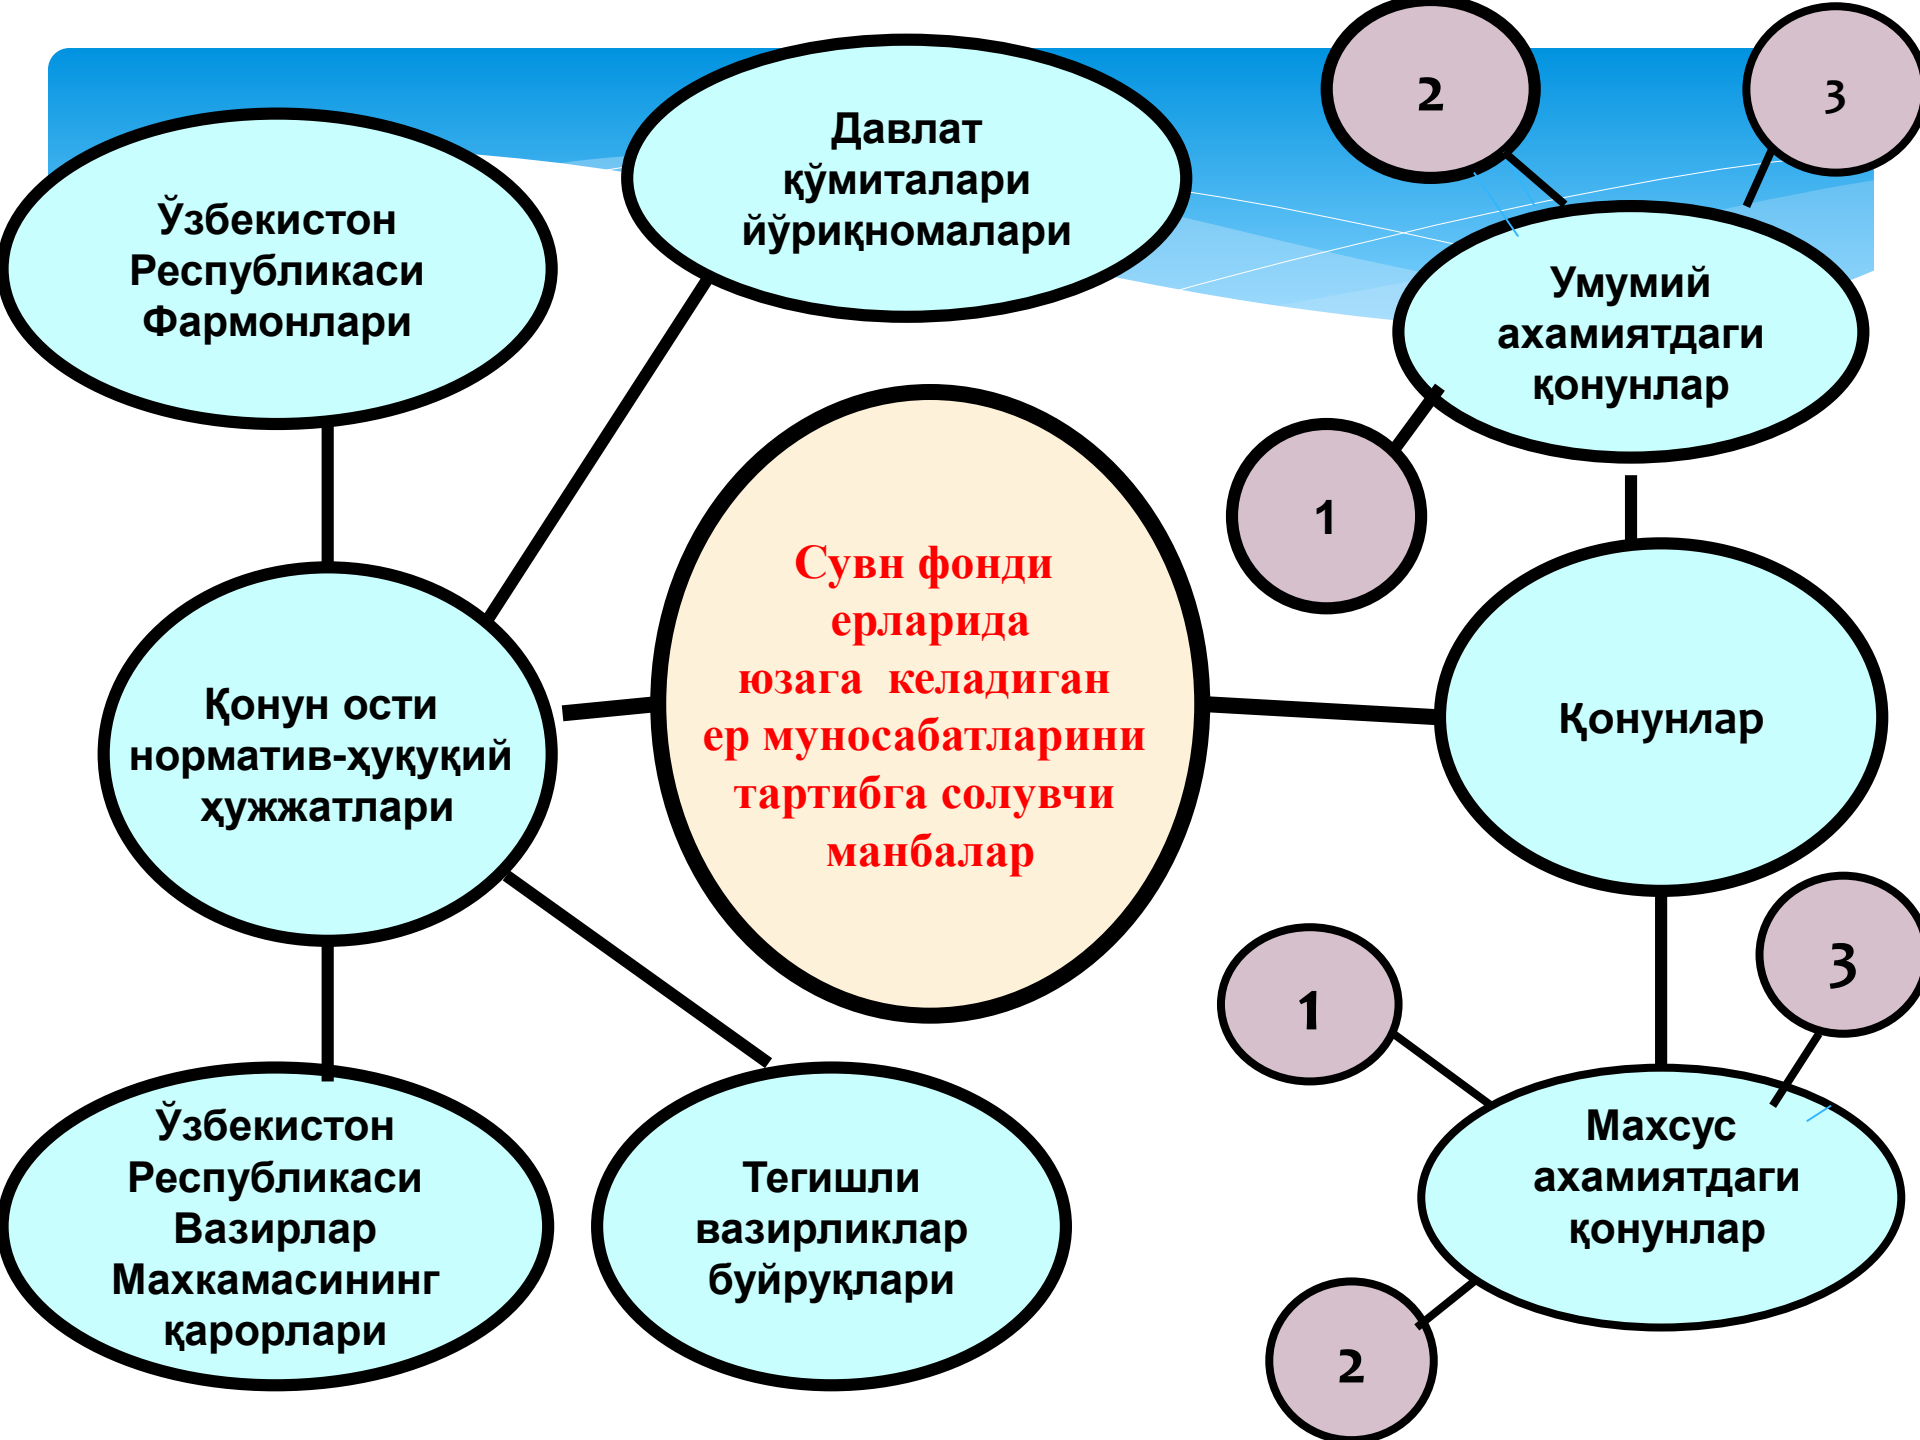 Давлат
қўмиталари
йўриқномалари
2
3
Ўзбекистон
Республикаси
Фармонлари
Умумий
ахамиятдаги
қонунлар
1
Сувн фонди
ерларида
юзага келадиган
ер муносабатларини
тартибга солувчи
манбалар
Қонун ости
норматив-ҳуқуқий
ҳужжатлари
Қонунлар
1
3
Ўзбекистон
Республикаси
Вазирлар
Махкамасининг
қарорлари
Тегишли
вазирликлар
буйруқлари
Махсус
ахамиятдаги
қонунлар
2